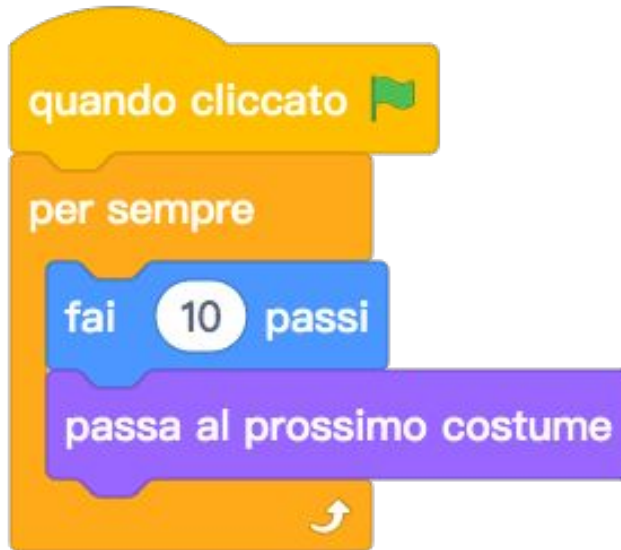 quando cliccato
per sempre
fai 10 passi
passa al prossimo costume